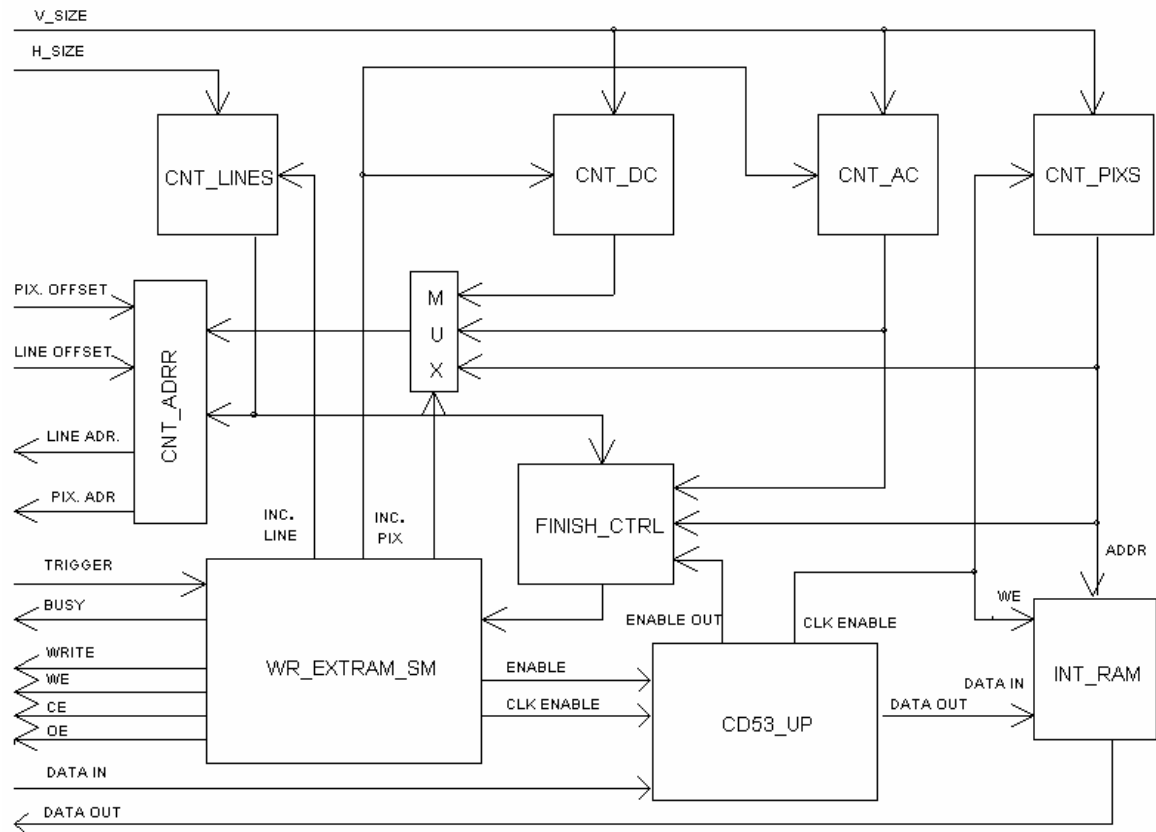 V_SIZE
H_SIZE
CNT_LINES
CNT_DC
CNT_AC
CNT_PIXS
PIX. OFFSET
LINE OFFSET
LINE ADR.
PIX. ADR
CNT_ADRR
M
U
X
INC.
LINE
INC.
PIX
FINISH_CTRL
ADDR
TRIGGER
BUSY
WRITE
WE
CE
OE
WR_EXTRAM_SM
ENABLE OUT
CLK ENABLE
WE
ENABLE
CLK ENABLE
CD53_UP
DATA IN
DATA OUT
INT_RAM
DATA IN
DATA OUT